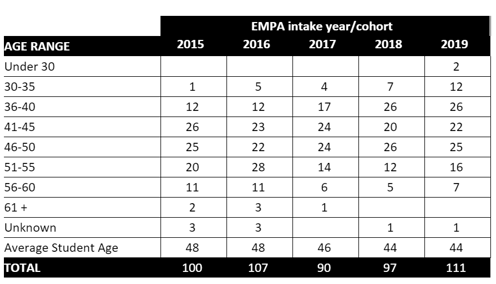 EMPA intake year/cohort
AGE RANGE 2015 2016 2017 2018 2019
Under 30 2
30-35 1 5 4 7 12
36-40 12 12 17 26 26
41-45 26 23 24 20 22
46-50 25 22 24 26 25
51-55 20 28 14 12 16
56-60 11 11 6 5 7
61 + 2 3 1
Unknown 3 3 1 1
Average Student Age 48 48 46 44 44
TOTAL 100 107 90 97 111